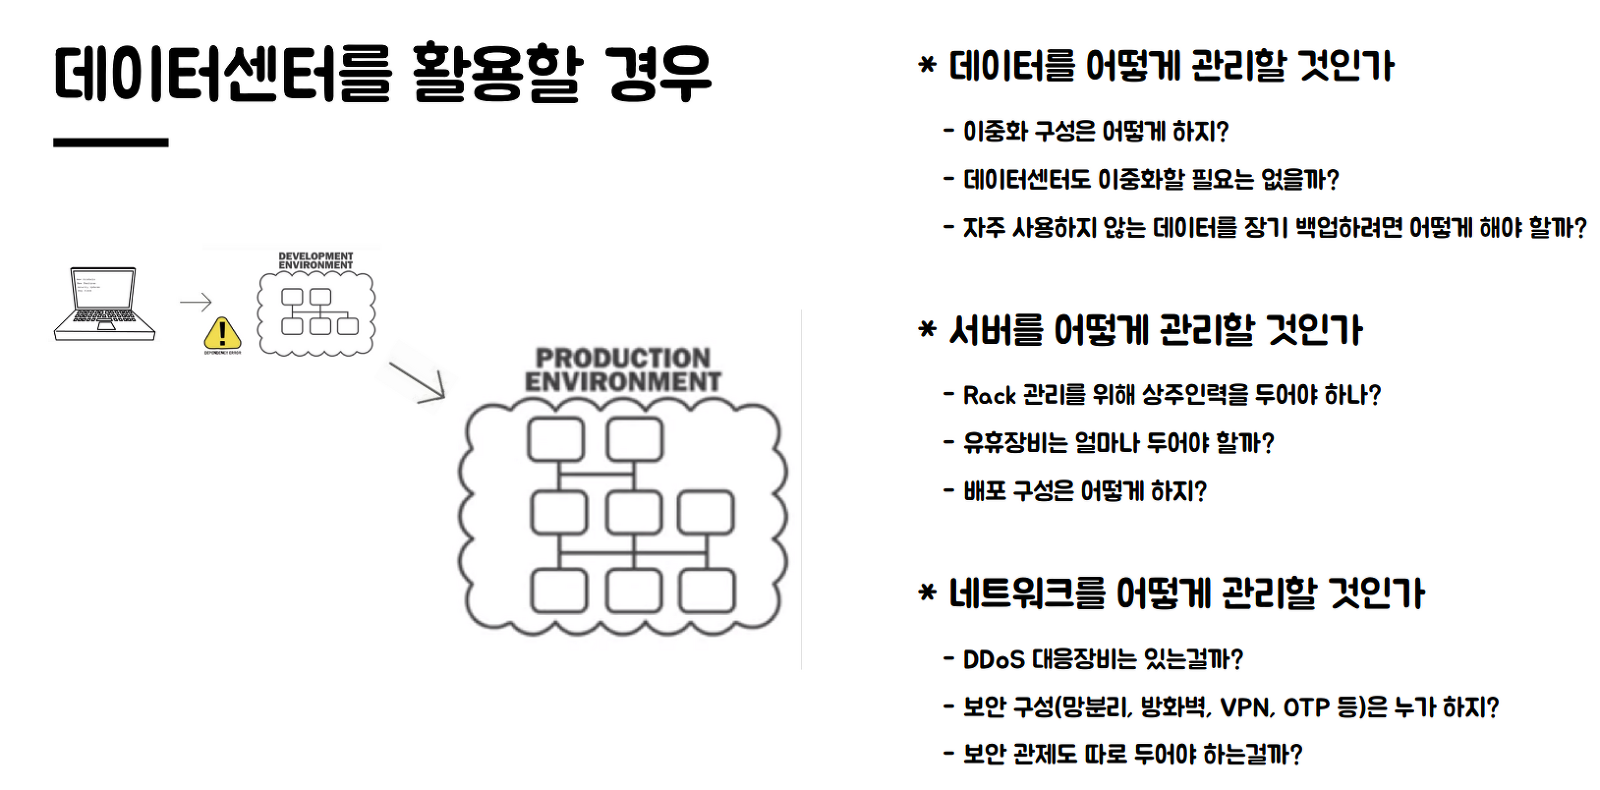 데이터센터를 활용할 경우
DEVELOPMENT
ENVIRONMENT
DEPENDENCY ERROR
PRODUCTION
ENVIRONMENT
* 데이터를 어떻게 관리할 것인가
- 이중화 구성은 어떻게 하지?
- 데이터센터도 이중화할 필요는 없을까?
- 자주 사용하지 않는 데이터를 장기 백업하려면 어떻게 해야 할까?
* 서버를 어떻게 관리할 것인가
- Rack 관리를 위해 상주인력을 두어야 하나?
- 유휴장비는 얼마나 두어야 할까?
- 배포 구성은 어떻게 하지?
* 네트워크를 어떻게 관리할 것인가
- DDoS 대응장비는 있는걸까?
- 보안 구성(망분리, 방화벽, VPN, OTP 등)은 누가 하지?
- 보안 관제도 따로 두어야 하는걸까?